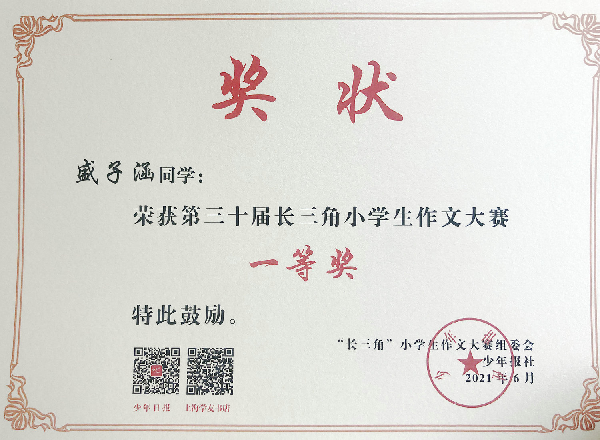 奖状
盛子涵同学：
荣获第三十届长三角小学生作文大赛
一等奖
特此鼓励。
“长三角”小学生作文大赛组委会
少年报社
2021年6月
少年日报